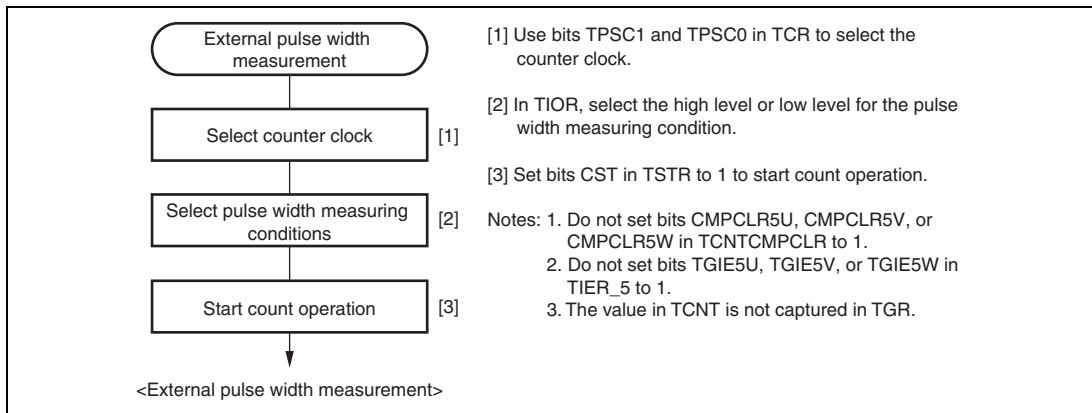 External pulse width
measurement
Select counter clock
[1]
Select pulse width measuring
conditions
[2]
Start count operation
[3]
<External pulse width measurement>
[1] Use bits TPSC1 and TPSC0 in TCR to select the
counter clock.
[2] In TIOR, select the high level or low level for the pulse
width measuring condition.
[3] Set bits CST in TSTR to 1 to start count operation.
Notes: 1. Do not set bits CMPCLR5U, CMPCLR5V, or
CMPCLR5W in TCNTCMPCLR to 1.
2. Do not set bits TGIE5U, TGIE5V, or TGIE5W in
TIER_5 to 1.
3. The value in TCNT is not captured in TGR.